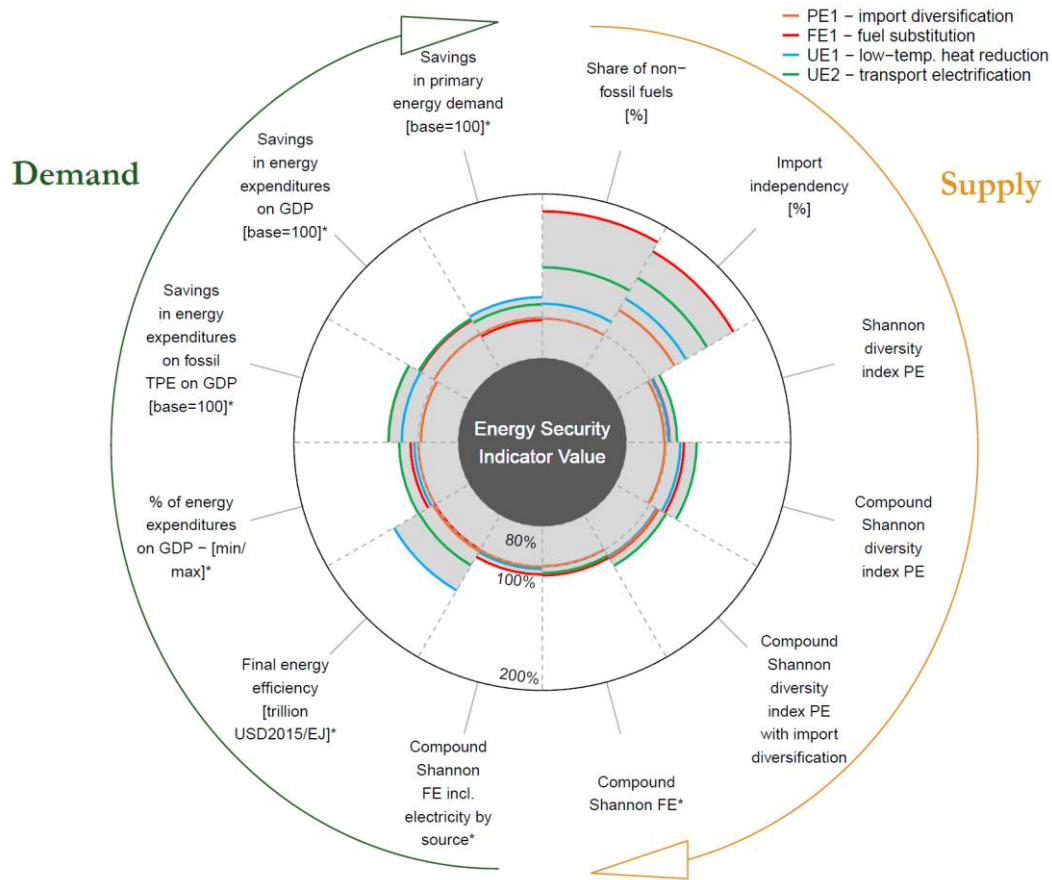 PE1 − import diversification
FE1 − fuel substitution
UE1 − low−temp. heat reduction
UE2 − transport electrification
Demand
Supply
Savings
in primary
energy demand
[base=100]*
Share of non−
fossil fuels
[%]
Savings
in energy
expenditures
on GDP
[base=100]*
Import
independency
[%]
Savings
in energy
expenditures
on fossil
TPE on GDP
[base=100]*
Shannon
diversity
index PE
Energy Security
Indicator Value
% of energy
expenditures
on GDP − [min/
max]*
Compound
Shannon
diversity
index PE
80%
100%
200%
Final energy
efficiency
[trillion
USD2015/EJ]*
Compound
Shannon
diversity
index PE
with import
diversification
Compound
Shannon
FE incl.
electricity by
source*
Compound
Shannon FE*